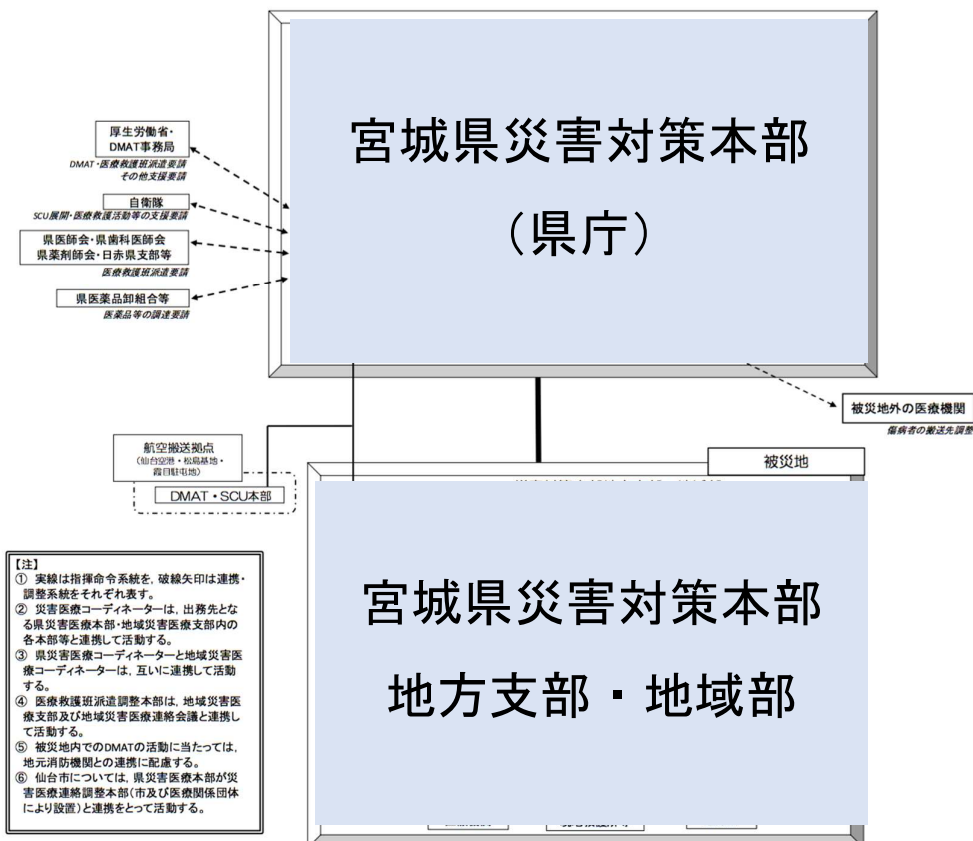 宮城県災害対策本部
（県庁）
厚生労働省・
DMAT事務局
DMAT・医療救護班派遣要請
その他支援要請
自衛隊
SCU展開・医療救護活動等の支援要請
県医師会・県歯科医師会
県薬剤師会・日赤県支部等
医療救護班派遣要請
県医薬品卸組合等
医薬品等の調達要請
被災地外の医療機関
傷病者の搬送先調整
航空搬送拠点
（仙台空港・松島基地・
霞目駐屯地）
DMAT・SCU本部
被災地
宮城県災害対策本部
地方支部・地域部
【注】
① 実線は指揮命令系統を，破線矢印は連携・
調整系統をそれぞれ表す。
② 災害医療コーディネーターは，出務先とな
る県災害医療本部・地域災害医療支部内の
各本部等と連携して活動する。
③ 県災害医療コーディネーターと地域災害医
療コーディネーターは，互いに連携して活動
する。
④ 医療救護班派遣調整本部は，地域災害医
療支部及び地域災害医療連絡会議と連携し
て活動する。
⑤ 被災地内でのDMATの活動に当たっては，
地元消防機関との連携に配慮する。
⑥ 仙台市については，県災害医療本部が災
害医療連絡調整本部（市及び医療関係団体
により設置）と連携をとって活動する。